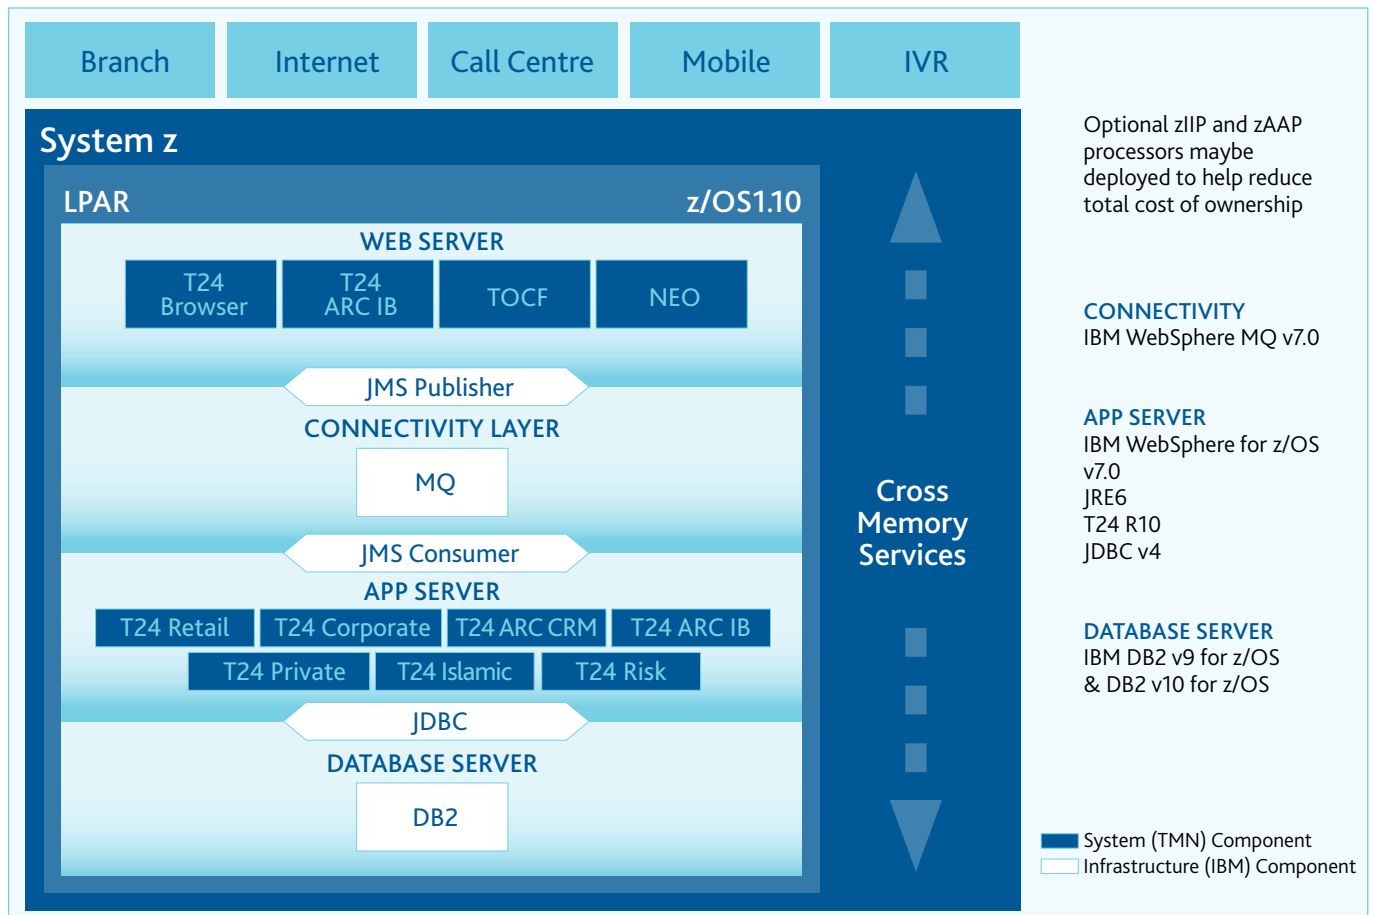 Branch
Internet
Call Centre
Mobile
IVR
System z
LPAR
z/OS1.10
WEB SERVER
T24
Browser
T24
ARC IB
TOCF
NEO
JMS Publisher
CONNECTIVITY LAYER
MQ
JMS Consumer
APP SERVER
T24 Retail
T24 Corporate
T24 ARC CRM
T24 ARC IB
T24 Private
T24 Islamic
T24 Risk
JDBC
DATABASE SERVER
DB2
Cross
Memory
Services
Optional zIIP and zAAP
processors maybe
deployed to help reduce
total cost of ownership
CONNECTIVITY
IBM WebSphere MQ v7.0
APP SERVER
IBM WebSphere for z/OS
v7.0
JRE6
T24 R10
JDBC v4
DATABASE SERVER
IBM DB2 v9 for z/OS
& DB2 v10 for z/OS
System (TMN) Component
Infrastructure (IBM) Component